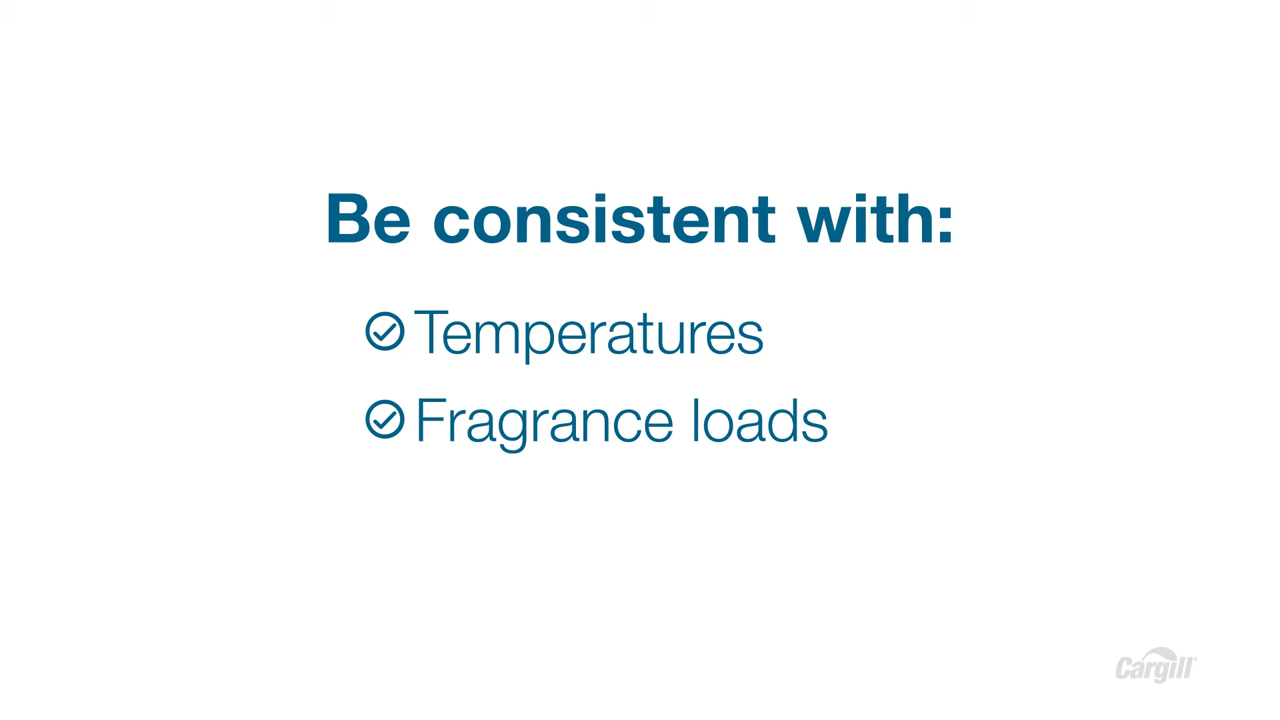 Be consistent with:
Temperatures
Fragrance loads
Cargill